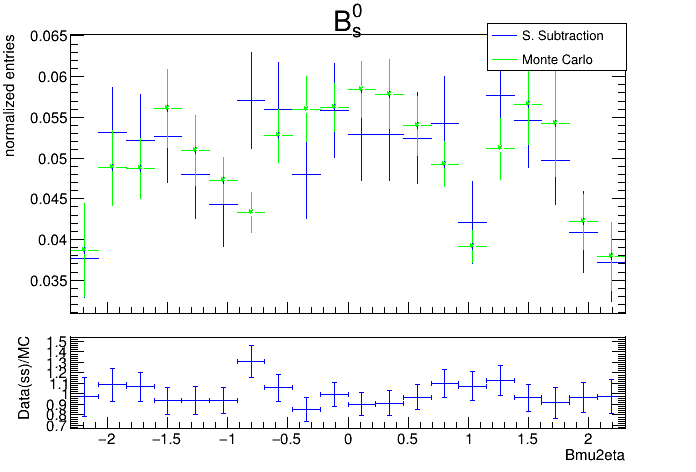 B⁰ₛ
normalized entries
S. Subtraction
Monte Carlo
0.065
0.06
0.055
0.05
0.045
0.04
0.035
Data(ss)/MC
1.5
1.4
1.3
1.2
1.1
1
0.9
0.8
0.7
−2 −1.5 −1 −0.5 0 0.5 1 1.5 2
Bmu2eta